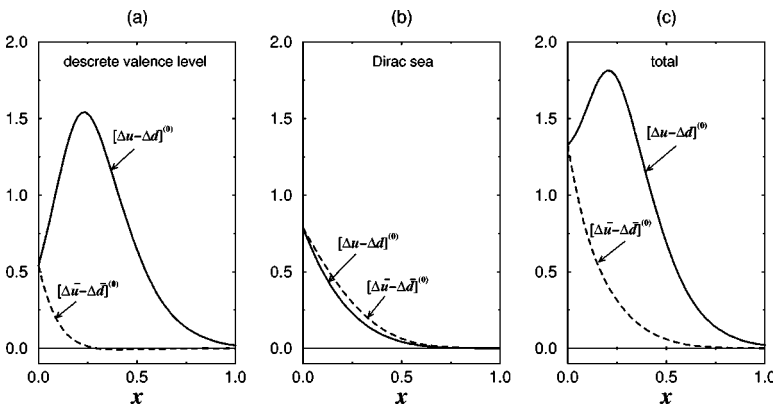 (a)
(b)
(c)
2.0
1.5
1.0
0.5
0.0
descrete valence level
[Δu−Δd]⁽⁰⁾
[Δū−Δd̄]⁽⁰⁾
0.0
0.5
1.0
x
2.0
1.5
1.0
0.5
0.0
Dirac sea
[Δu−Δd]⁽⁰⁾
[Δū−Δd̄]⁽⁰⁾
0.0
0.5
1.0
x
2.0
1.5
1.0
0.5
0.0
total
[Δu−Δd]⁽⁰⁾
[Δū−Δd̄]⁽⁰⁾
0.0
0.5
1.0
x